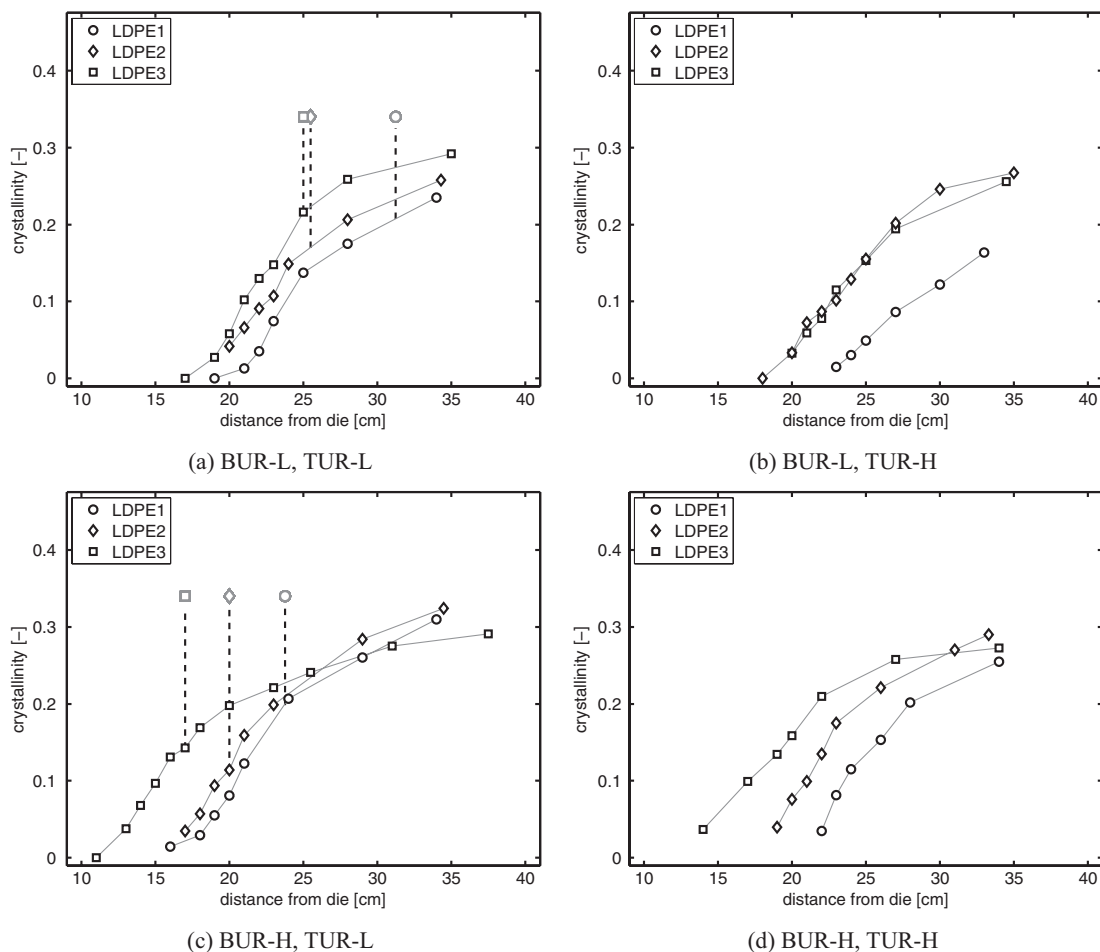 LDPE1
LDPE2
LDPE3
0.4
0.3
0.2
0.1
0
crystallinity [–]
10 15 20 25 30 35 40
distance from die [cm]
(a) BUR-L, TUR-L
LDPE1
LDPE2
LDPE3
0.4
0.3
0.2
0.1
0
crystallinity [–]
10 15 20 25 30 35 40
distance from die [cm]
(b) BUR-L, TUR-H
LDPE1
LDPE2
LDPE3
0.4
0.3
0.2
0.1
0
crystallinity [–]
10 15 20 25 30 35 40
distance from die [cm]
(c) BUR-H, TUR-L
LDPE1
LDPE2
LDPE3
0.4
0.3
0.2
0.1
0
crystallinity [–]
10 15 20 25 30 35 40
distance from die [cm]
(d) BUR-H, TUR-H